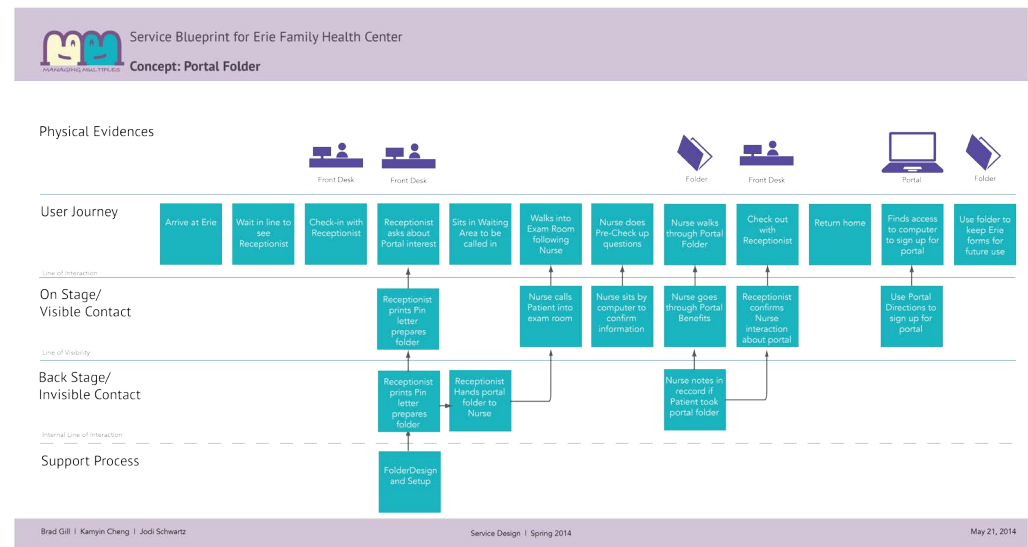 Service Blueprint for Erie Family Health Center
MANAGING MULTIPLES
Concept: Portal Folder
Physical Evidences
Front Desk
Front Desk
Folder
Front Desk
Portal
Folder
User Journey
Arrive at Erie
Wait in line to
see
Receptionist
Check-in with
Receptionist
Receptionist
asks about
Portal interest
Sits in Waiting
Area to be
called in
Walks into
Exam Room
following
Nurse
Nurse does
Pre-Check up
questions
Nurse walks
through Portal
Folder
Check out
with
Receptionist
Return home
Finds access
to computer
to sign up for
portal
Use folder to
keep Erie
forms for
future use
Line of Interaction
On Stage/
Visible Contact
Receptionist
prints Pin
letter
prepares
folder
Nurse calls
Patient into
exam room
Nurse sits by
computer to
confirm
information
Nurse goes
through Portal
Benefits
Receptionist
confirms
Nurse
interaction
about portal
Use Portal
Directions to
sign up for
portal
Line of Visibility
Back Stage/
Invisible Contact
Receptionist
prints Pin
letter
prepares
folder
Receptionist
Hands portal
folder to
Nurse
Nurse notes in
reccord if
Patient took
portal folder
Internal Line of Interaction
Support Process
FolderDesign
and Setup
Brad Gill | Kamyin Cheng | Jodi Schwartz
Service Design | Spring 2014
May 21, 2014